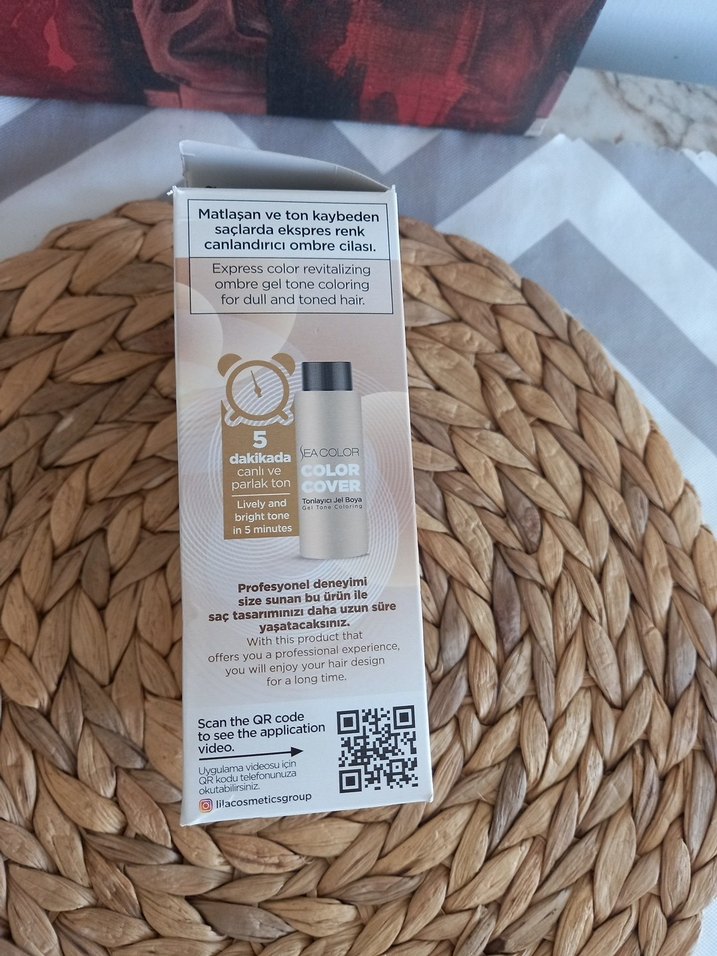 Matlaşan ve ton kaybeden
saçlarda ekspres renk
canlandırıcı ombre cilası.
Express color revitalizing
ombre gel tone coloring
for dull and toned hair.
5
dakikada
canlı ve
parlak ton
Lively and
bright tone
in 5 minutes
SEA COLOR
COLOR
COVER
Tonlayıcı Jel Boya
Gel Tone Coloring
Profesyonel deneyimi
size sunan bu ürün ile
saç tasarımınızı daha uzun süre
yaşatacaksınız.
With this product that
offers you a professional experience,
you will enjoy your hair design
for a long time.
Scan the QR code
to see the application
video.
Uygulama videosu için
QR kodu telefonunuza
okutabilirsiniz.
lilacosmeticsgroup